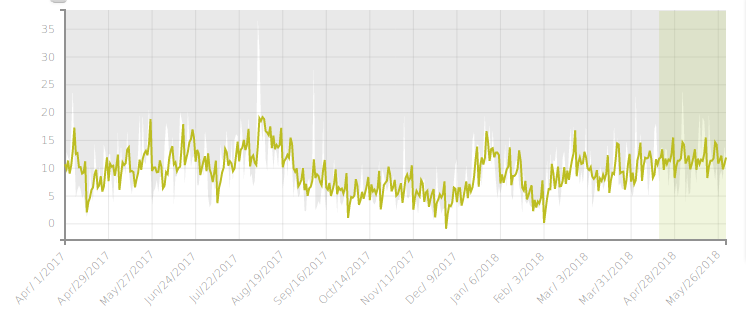 35
30
25
20
15
10
5
0
Apr/ 1/2017
Apr/29/2017
May/27/2017
Jun/24/2017
Jul/22/2017
Aug/19/2017
Sep/16/2017
Oct/14/2017
Nov/11/2017
Dec/ 9/2017
Jan/ 6/2018
Feb/ 3/2018
Mar/ 3/2018
Mar/31/2018
Apr/28/2018
May/26/2018